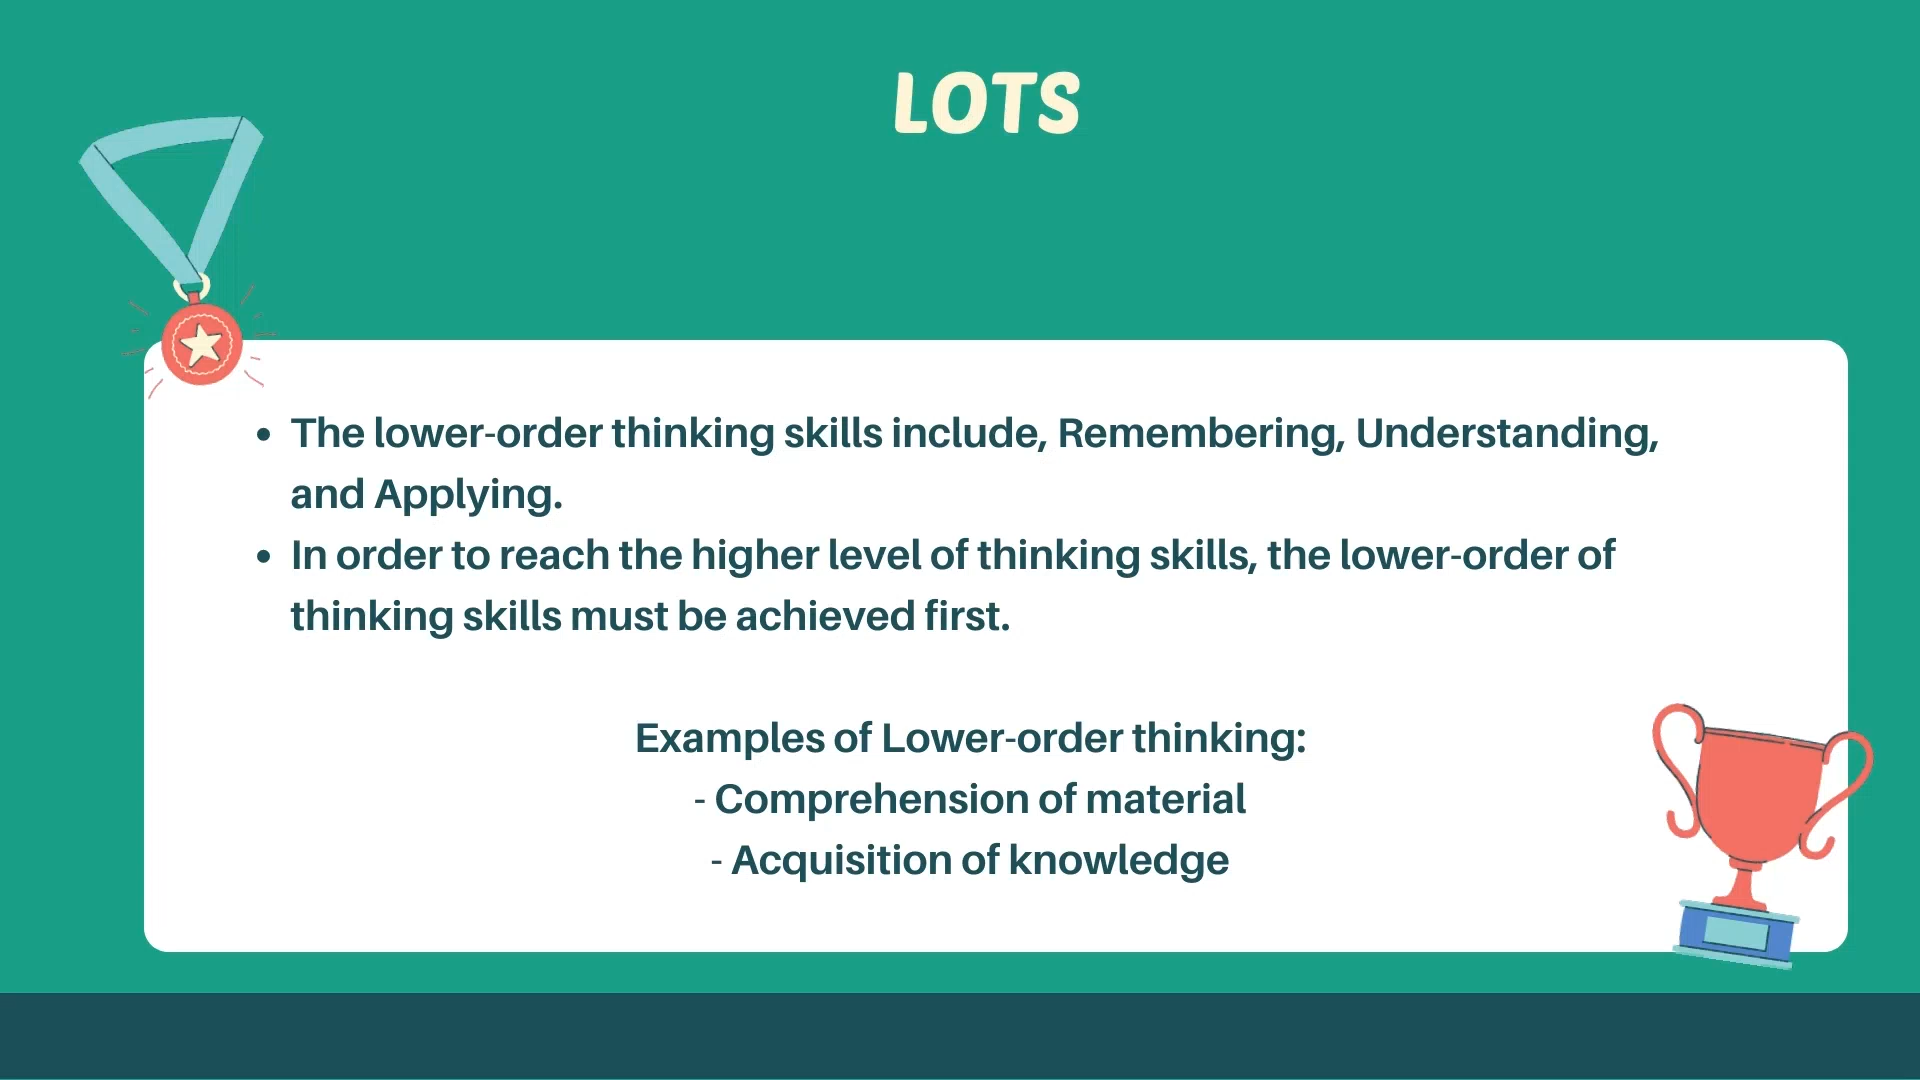 LOTS
• The lower-order thinking skills include, Remembering, Understanding,
and Applying.
• In order to reach the higher level of thinking skills, the lower-order of
thinking skills must be achieved first.
Examples of Lower-order thinking:
- Comprehension of material
- Acquisition of knowledge